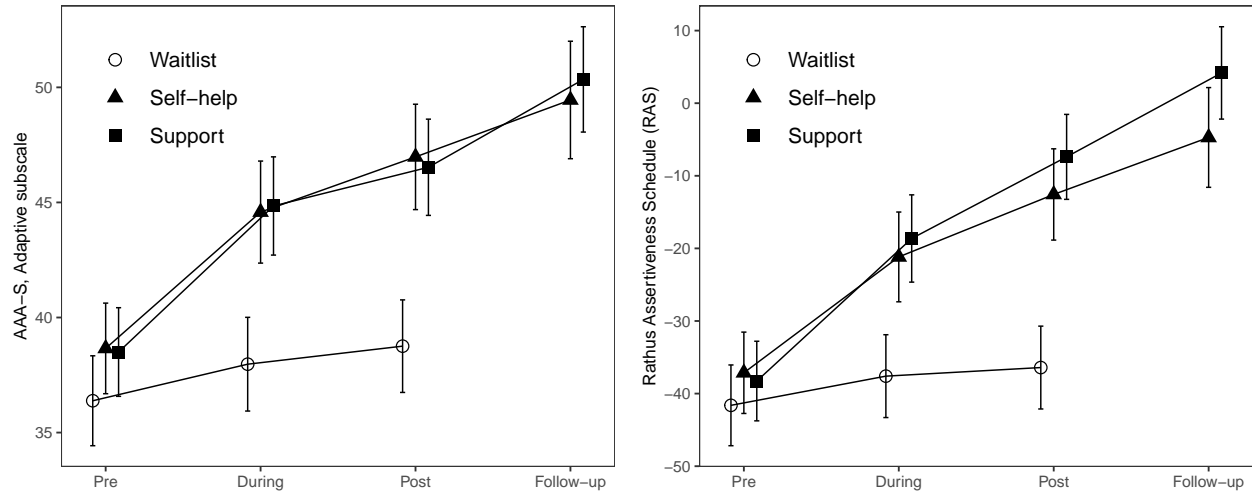 AAA−S, Adaptive subscale
50
45
40
35
Waitlist
Self−help
Support
Pre
During
Post
Follow−up
Rathus Assertiveness Schedule (RAS)
10
0
−10
−20
−30
−40
−50
Waitlist
Self−help
Support
Pre
During
Post
Follow−up